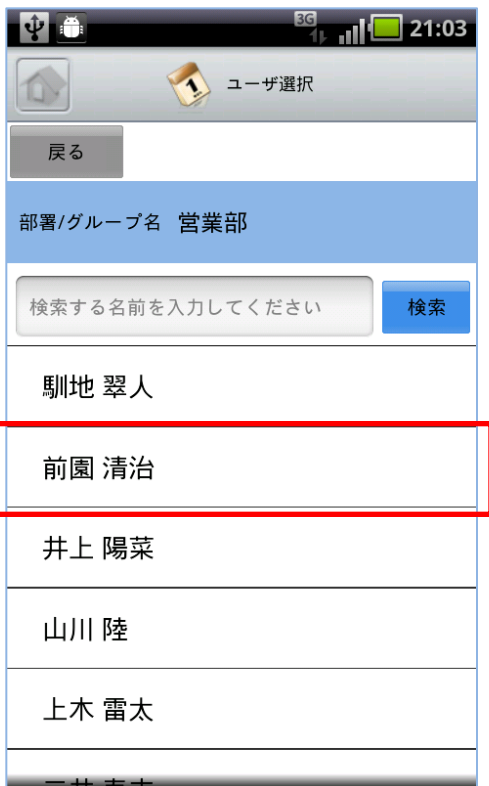 3G 21:03
1
ユーザ選択
戻る
部署/グループ名 営業部
検索する名前を入力してください 検索
馴地 翠人
前園 清治
井上 陽菜
山川 陸
上木 雷太